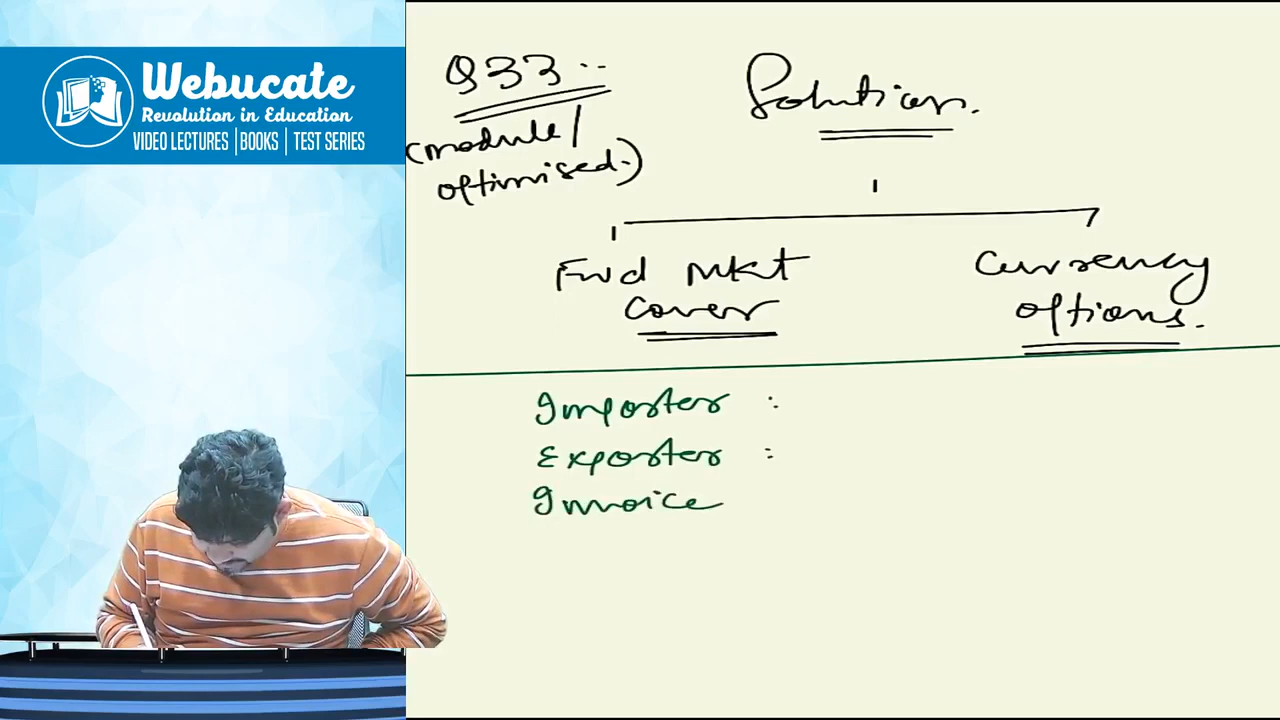 Webucate
Revolution in Education
VIDEO LECTURES | BOOKS | TEST SERIES
Q33 :-
(module/
optimised.)
Solution.
Fwd Mkt
Cover
Currency
options.
Importer :
Exporter :
Invoice